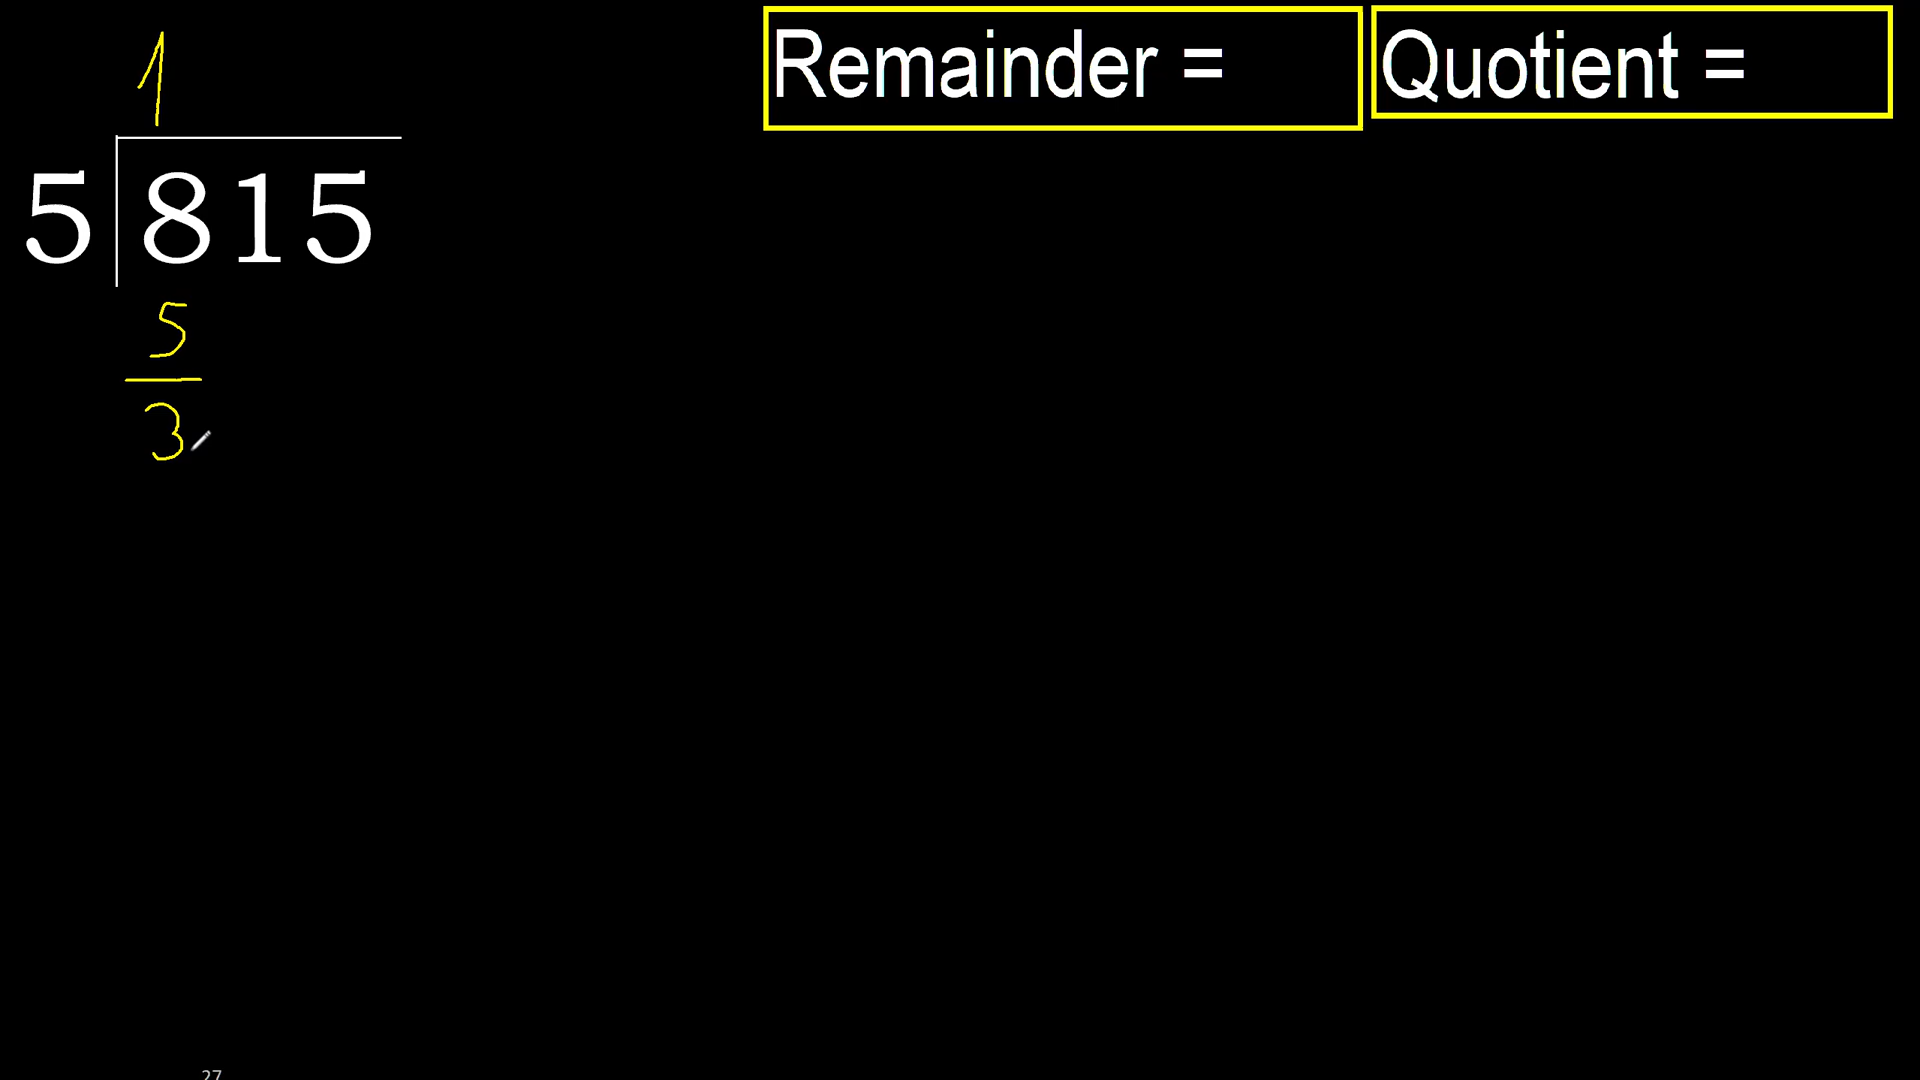 1
Remainder =
Quotient =
5 815
5
3
27